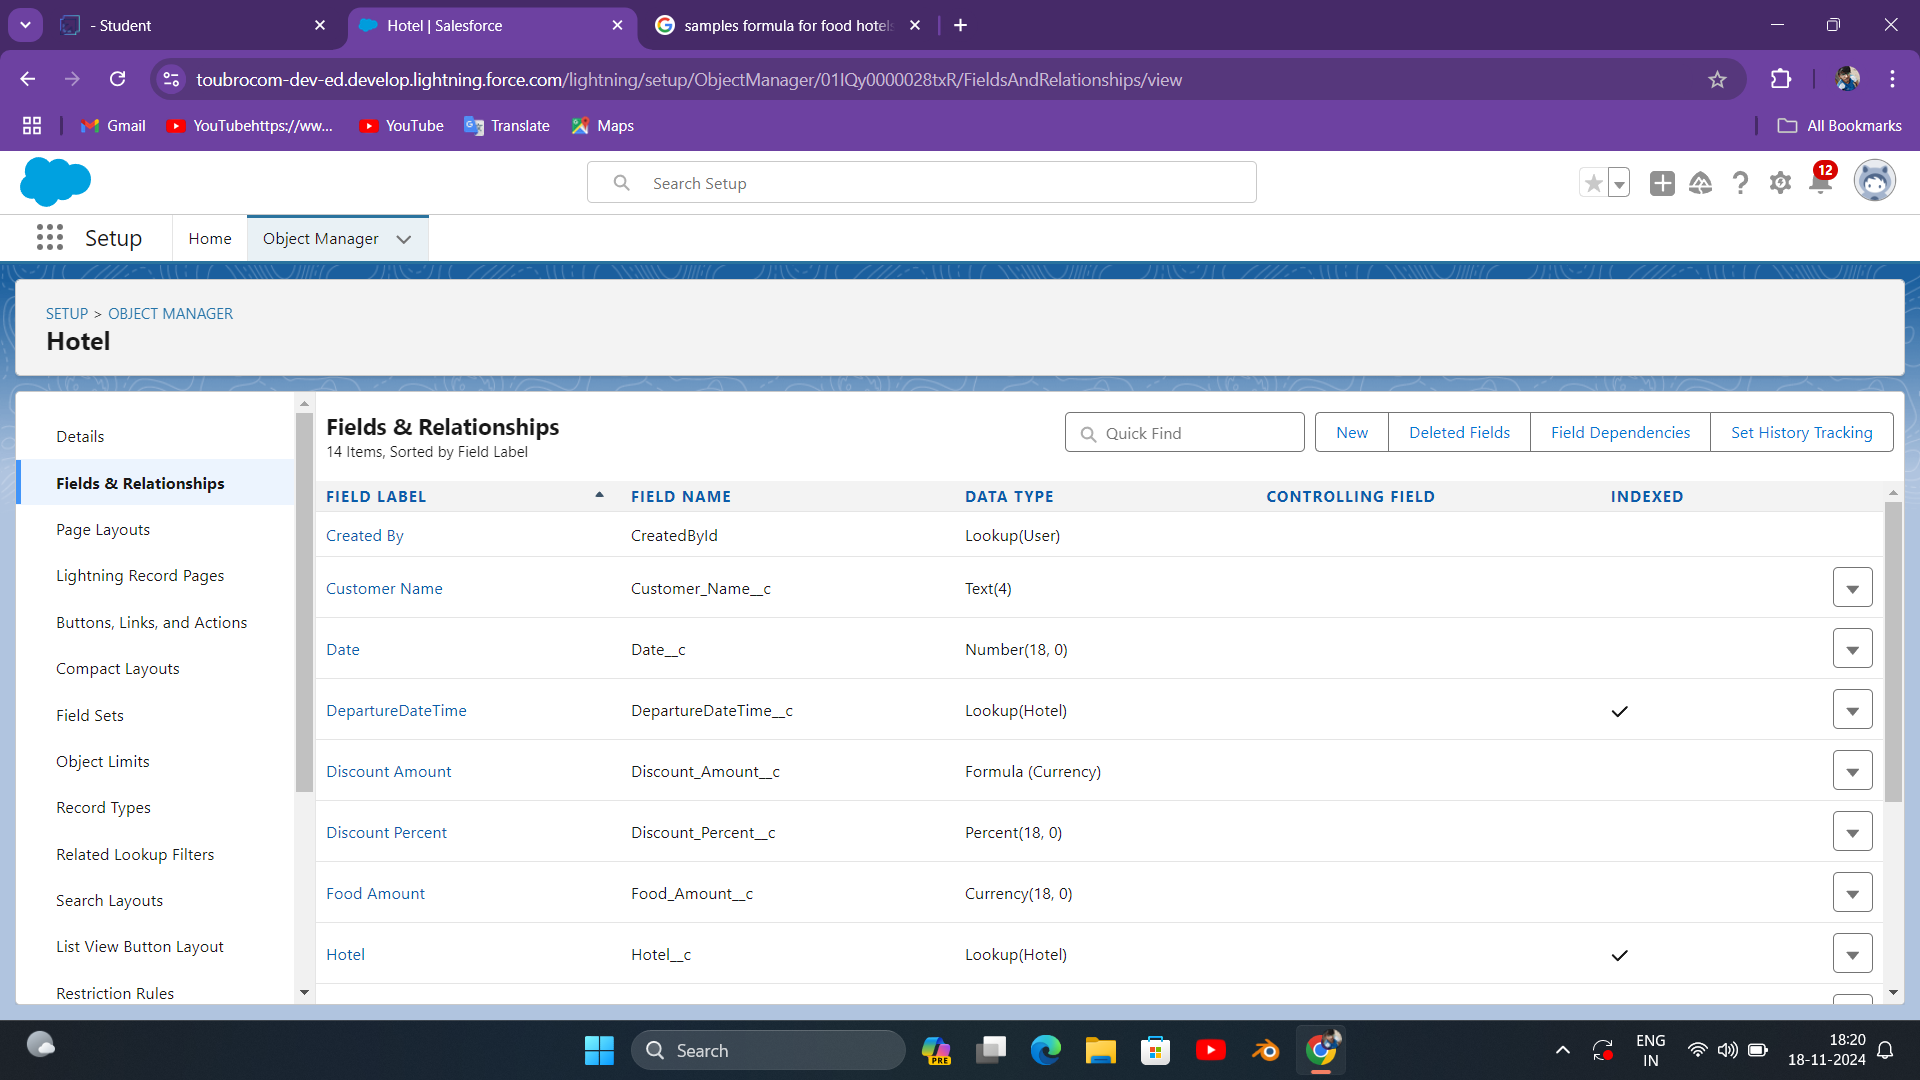 - Student
Hotel | Salesforce
samples formula for food hotels
toubrocom-dev-ed.develop.lightning.force.com/lightning/setup/ObjectManager/01IQy0000028txR/FieldsAndRelationships/view
Gmail
YouTubehttps://ww...
YouTube
Translate
Maps
All Bookmarks
Search Setup
12
Setup
Home
Object Manager
SETUP > OBJECT MANAGER
Hotel
Details
Fields & Relationships
Page Layouts
Lightning Record Pages
Buttons, Links, and Actions
Compact Layouts
Field Sets
Object Limits
Record Types
Related Lookup Filters
Search Layouts
List View Button Layout
Restriction Rules
Fields & Relationships
14 Items, Sorted by Field Label
Quick Find
New
Deleted Fields
Field Dependencies
Set History Tracking
FIELD LABEL FIELD NAME DATA TYPE CONTROLLING FIELD INDEXED
Created By CreatedById Lookup(User)
Customer Name Customer_Name__c Text(4)
Date Date__c Number(18, 0)
DepartureDateTime DepartureDateTime__c Lookup(Hotel)
Discount Amount Discount_Amount__c Formula (Currency)
Discount Percent Discount_Percent__c Percent(18, 0)
Food Amount Food_Amount__c Currency(18, 0)
Hotel Hotel__c Lookup(Hotel)
Search
PRE
ENG
IN
18:20
18-11-2024